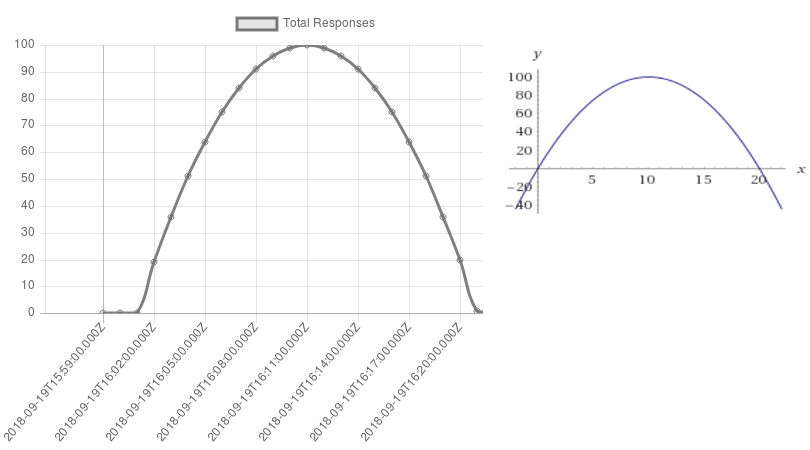 Total Responses
100
90
80
70
60
50
40
30
20
10
0
2018-09-19T15:59:00.000Z
2018-09-19T16:02:00.000Z
2018-09-19T16:05:00.000Z
2018-09-19T16:08:00.000Z
2018-09-19T16:11:00.000Z
2018-09-19T16:14:00.000Z
2018-09-19T16:17:00.000Z
2018-09-19T16:20:00.000Z
y
100
80
60
40
20
-20
-40
5
10
15
20
x